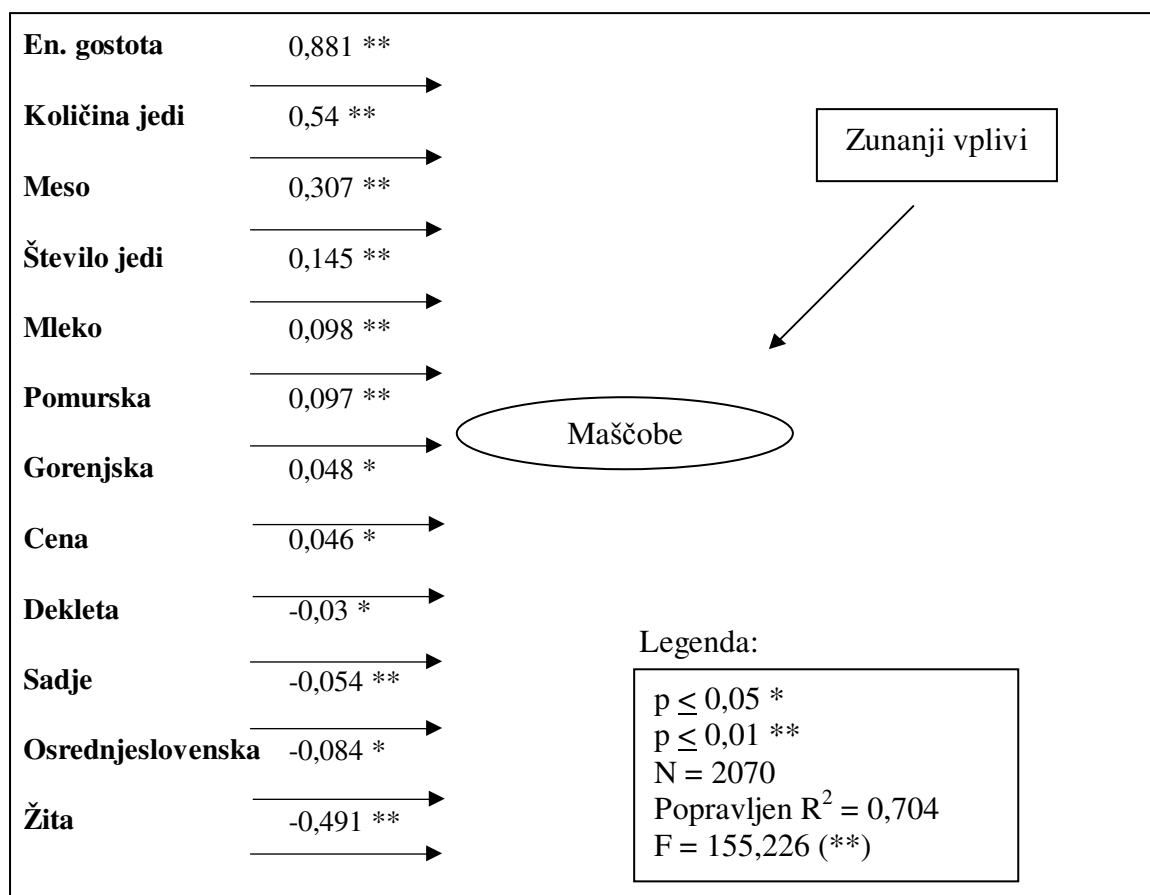 En. gostota 0,881 **
Količina jedi 0,54 **
Meso 0,307 **
Število jedi 0,145 **
Mleko 0,098 **
Pomurska 0,097 **
Gorenjska 0,048 *
Cena 0,046 *
Dekleta -0,03 *
Sadje -0,054 **
Osrednjeslovenska -0,084 *
Žita -0,491 **
Zunanji vplivi
Maščobe
Legenda:
p ≤ 0,05 *
p ≤ 0,01 **
N = 2070
Popravljen R² = 0,704
F = 155,226 (**)